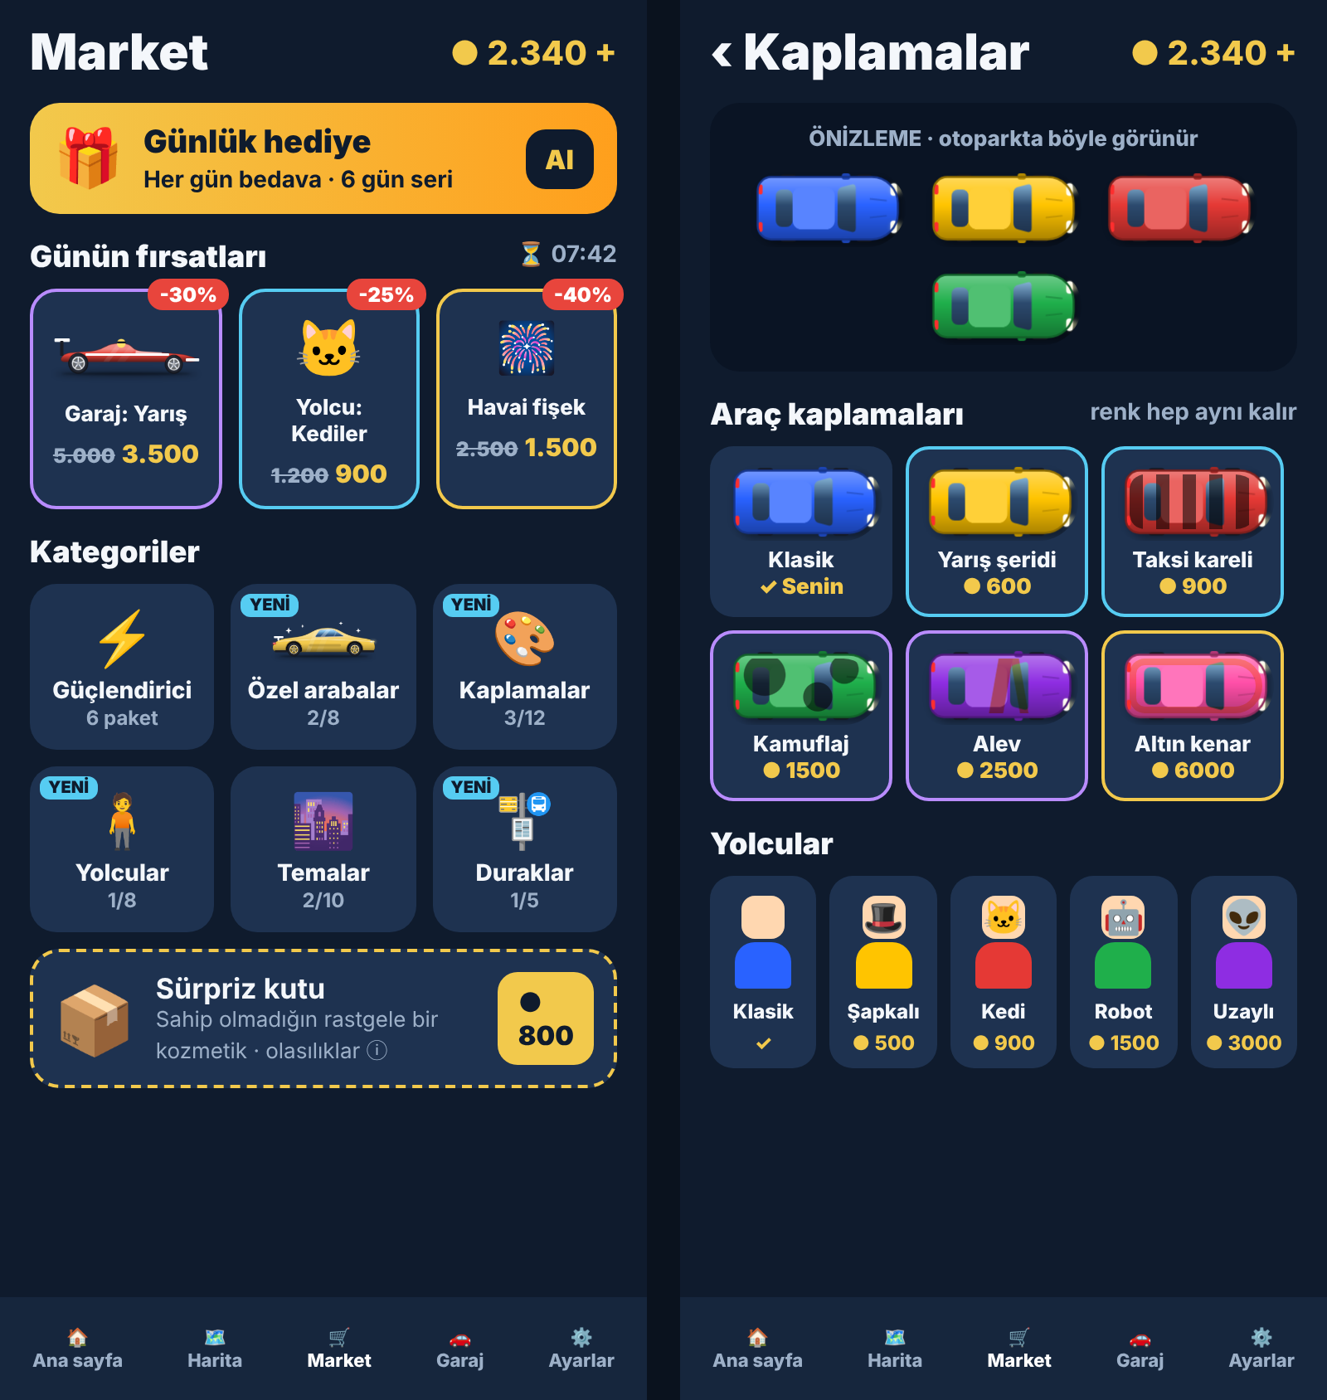 Market
2.340 +
Günlük hediye
Her gün bedava · 6 gün seri
Al
Günün fırsatları
07:42
-30%
Garaj: Yarış
5.000 3.500
-25%
Yolcu:
Kediler
1.200 900
-40%
Havai fişek
2.500 1.500
Kategoriler
Güçlendirici
6 paket
YENİ
Özel arabalar
2/8
YENİ
Kaplamalar
3/12
YENİ
Yolcular
1/8
Temalar
2/10
YENİ
Duraklar
1/5
Sürpriz kutu
Sahip olmadığın rastgele bir
kozmetik · olasılıklar ⓘ
800
Ana sayfa
Harita
Market
Garaj
Ayarlar
‹ Kaplamalar
2.340 +
ÖNİZLEME · otoparkta böyle görünür
Araç kaplamaları
renk hep aynı kalır
Klasik
✓ Senin
Yarış şeridi
600
Taksi kareli
900
Kamuflaj
1500
Alev
2500
Altın kenar
6000
Yolcular
Klasik
✓
Şapkalı
500
Kedi
900
Robot
1500
Uzaylı
3000
Ana sayfa
Harita
Market
Garaj
Ayarlar